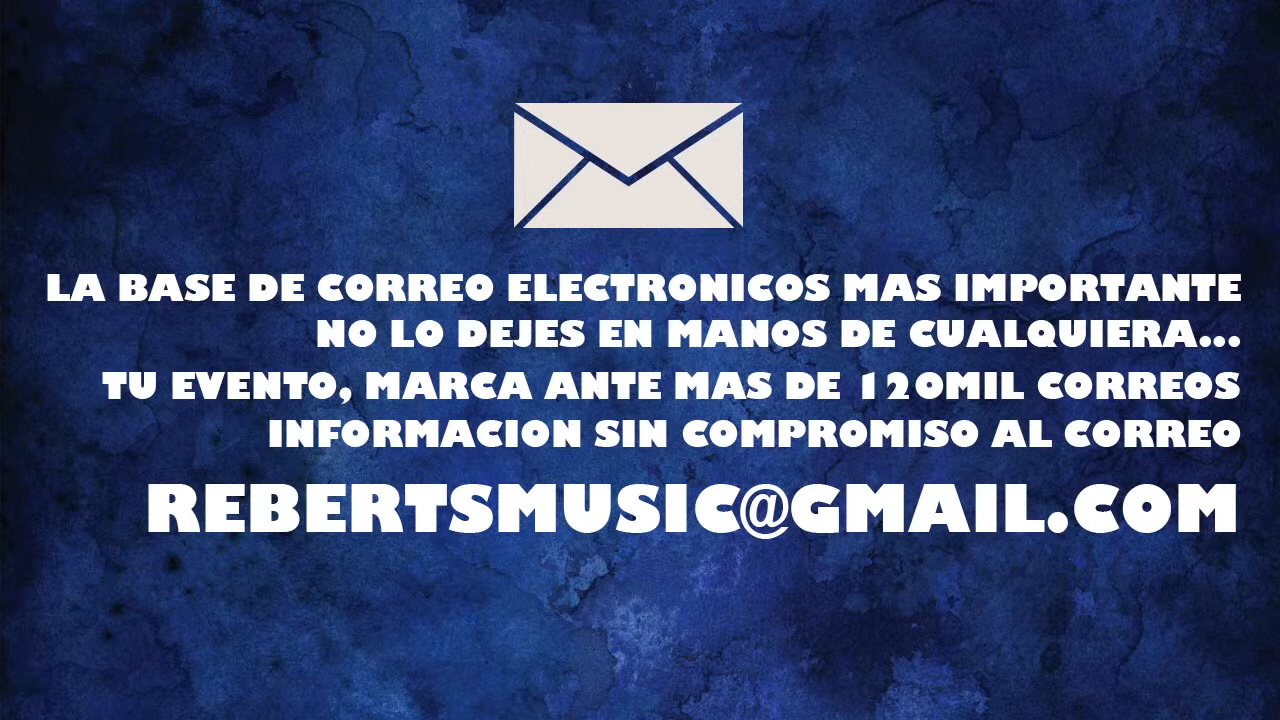 LA BASE DE CORREO ELECTRONICOS MAS IMPORTANTE
NO LO DEJES EN MANOS DE CUALQUIERA...
TU EVENTO, MARCA ANTE MAS DE 120MIL CORREOS
INFORMACION SIN COMPROMISO AL CORREO
REBERTSMUSIC@GMAIL.COM